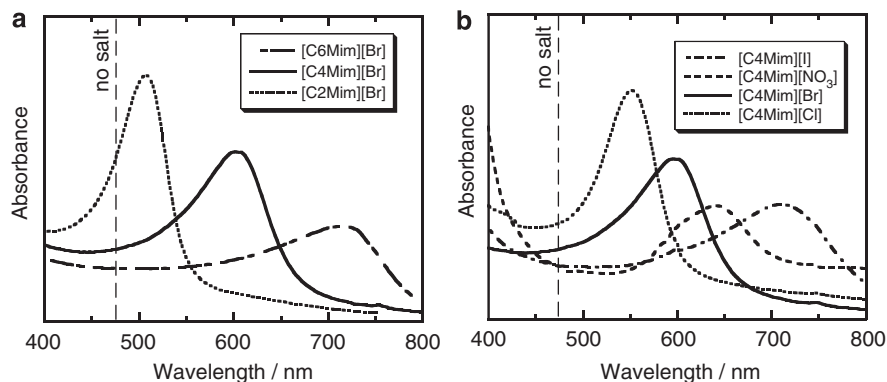 a
no salt
[C6Mim][Br]
[C4Mim][Br]
[C2Mim][Br]
Absorbance
400 500 600 700 800
Wavelength / nm
b
no salt
[C4Mim][I]
[C4Mim][NO₃]
[C4Mim][Br]
[C4Mim][Cl]
Absorbance
400 500 600 700 800
Wavelength / nm